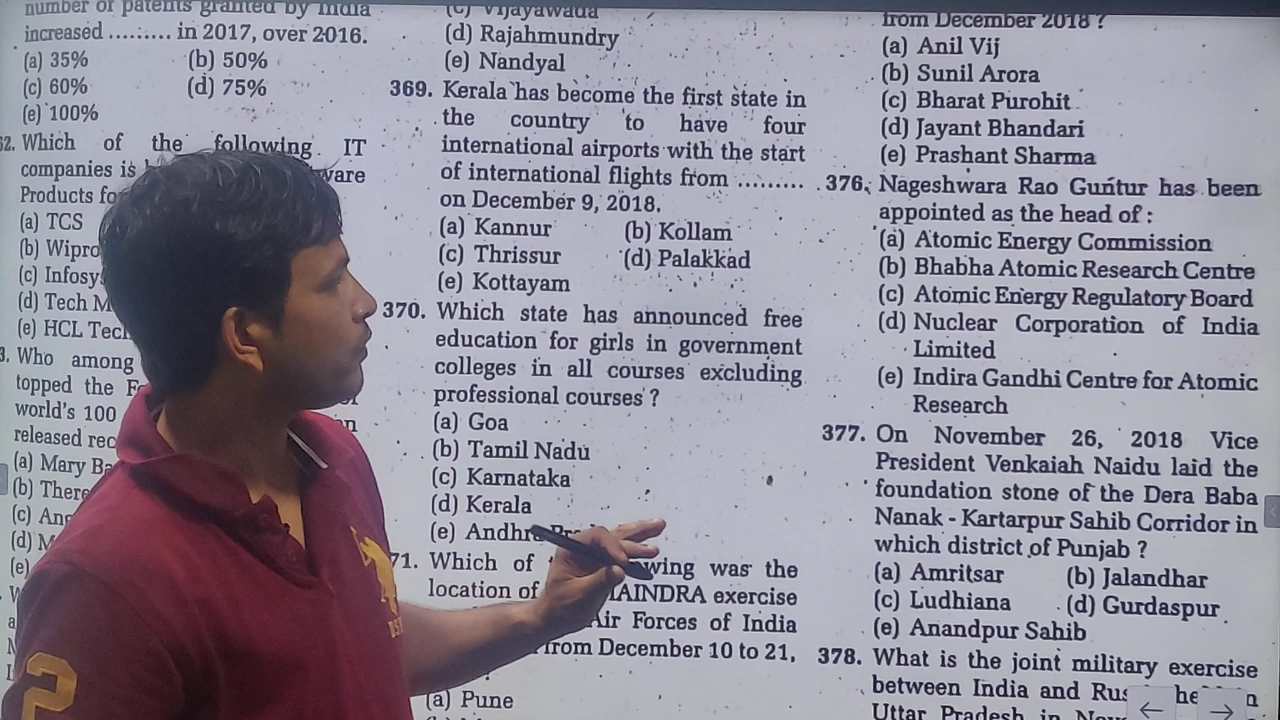 number of patents granted by India
increased ......... in 2017, over 2016.
(a) 35% (b) 50%
(c) 60% (d) 75%
(e) 100%
62. Which of the following IT
companies is
Products
(a) TCS
(b) Wipro
(c)
(d) Tech
(e) HCL
Who among
topped the
world's 100
released
(a) Mary
(b)
(c)
(d)
(e)
(c) Vijayawada
(d) Rajahmundry
(e) Nandyal
369. Kerala has become the first state in
the country to have four
international airports with the start
of international flights from .........
on December 9, 2018.
(a) Kannur (b) Kollam
(c) Thrissur (d) Palakkad
(e) Kottayam
370. Which state has announced free
education for girls in government
colleges in all courses excluding
professional courses ?
(a) Goa
(b) Tamil Nadu
(c) Karnataka
(d) Kerala
(e) Andhra
71. Which of was the
location of exercise
Air Forces of India
from December 10 to 21,
(a) Pune
from December 2018 ?
(a) Anil Vij
(b) Sunil Arora
(c) Bharat Purohit
(d) Jayant Bhandari
(e) Prashant Sharma
376. Nageshwara Rao Guntur has been
appointed as the head of :
(a) Atomic Energy Commission
(b) Bhabha Atomic Research Centre
(c) Atomic Energy Regulatory Board
(d) Nuclear Corporation of India
Limited
(e) Indira Gandhi Centre for Atomic
Research
377. On November 26, 2018 Vice
President Venkaiah Naidu laid the
foundation stone of the Dera Baba
Nanak - Kartarpur Sahib Corridor in
which district of Punjab ?
(a) Amritsar (b) Jalandhar
(c) Ludhiana (d) Gurdaspur
(e) Anandpur Sahib
378. What is the joint military exercise
between India and
Uttar Pradesh in
2